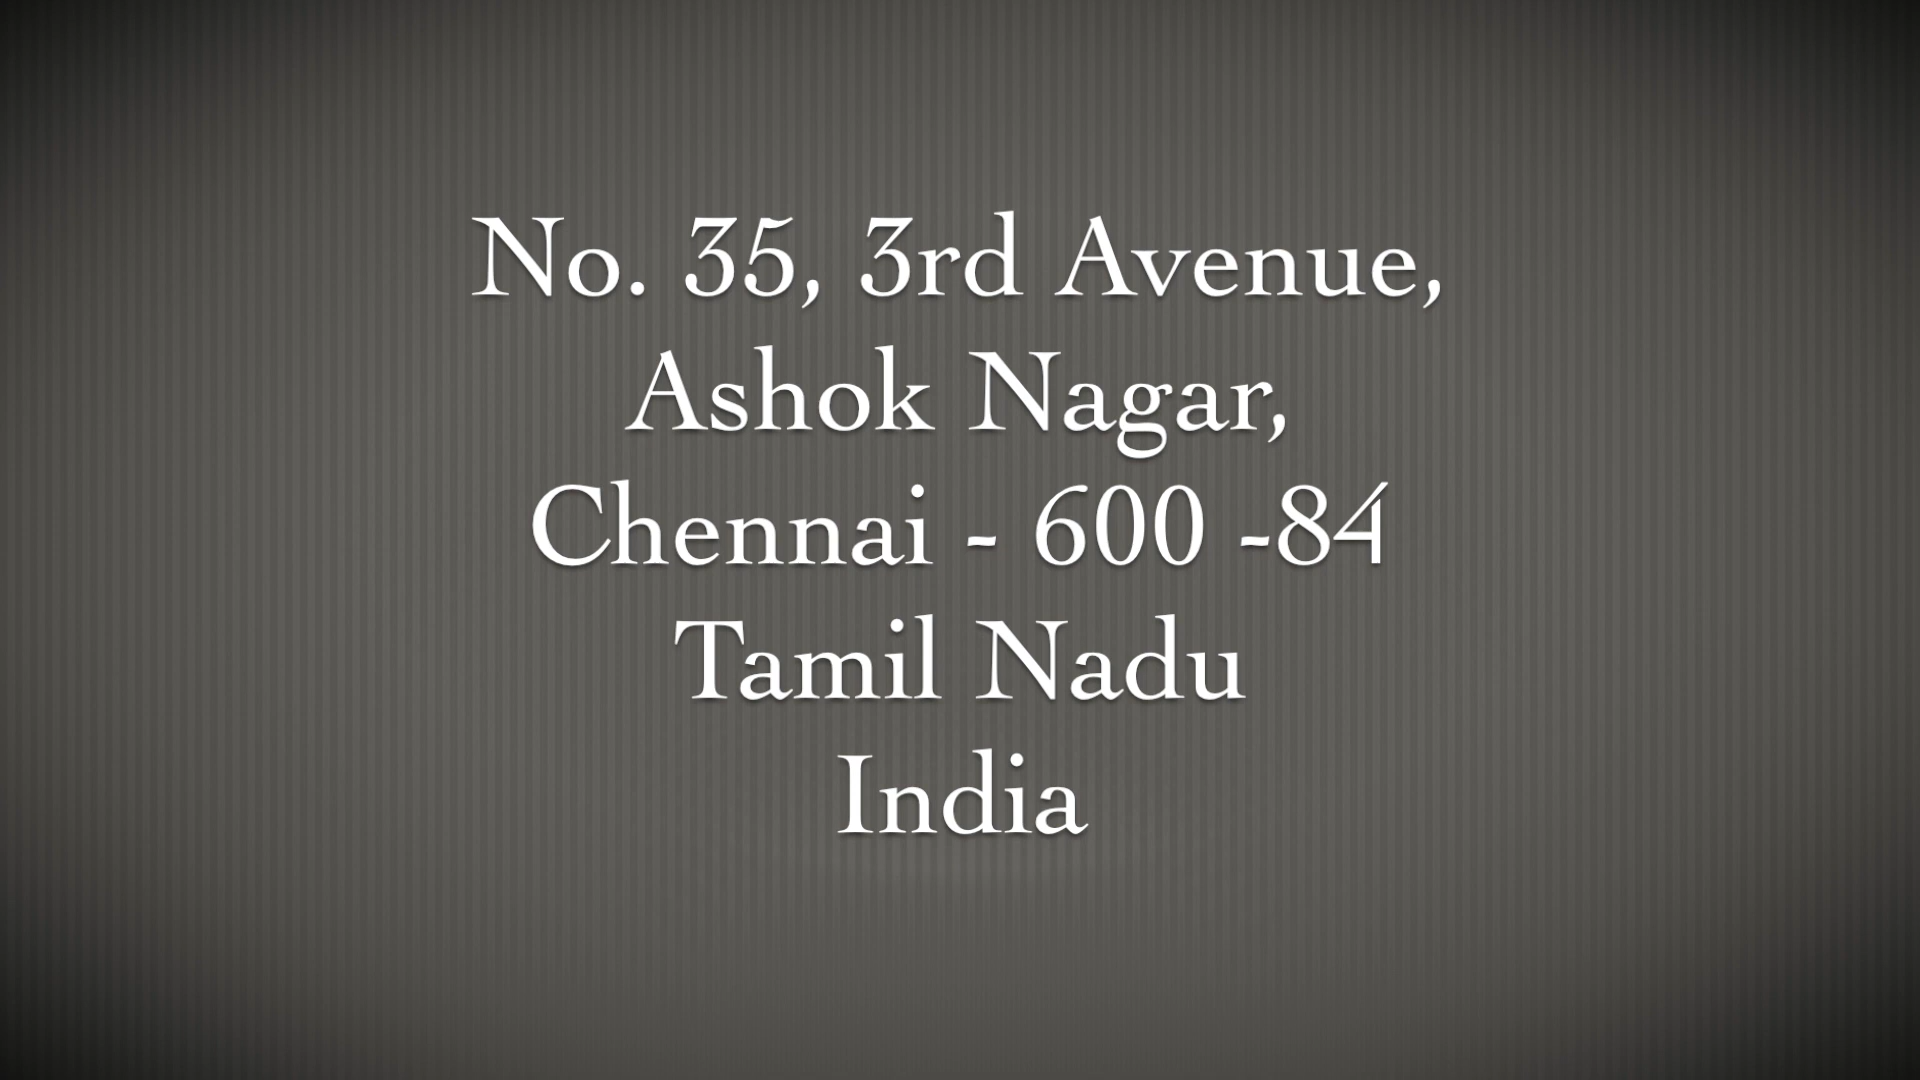 No. 35, 3rd Avenue,
Ashok Nagar,
Chennai - 600 -84
Tamil Nadu
India